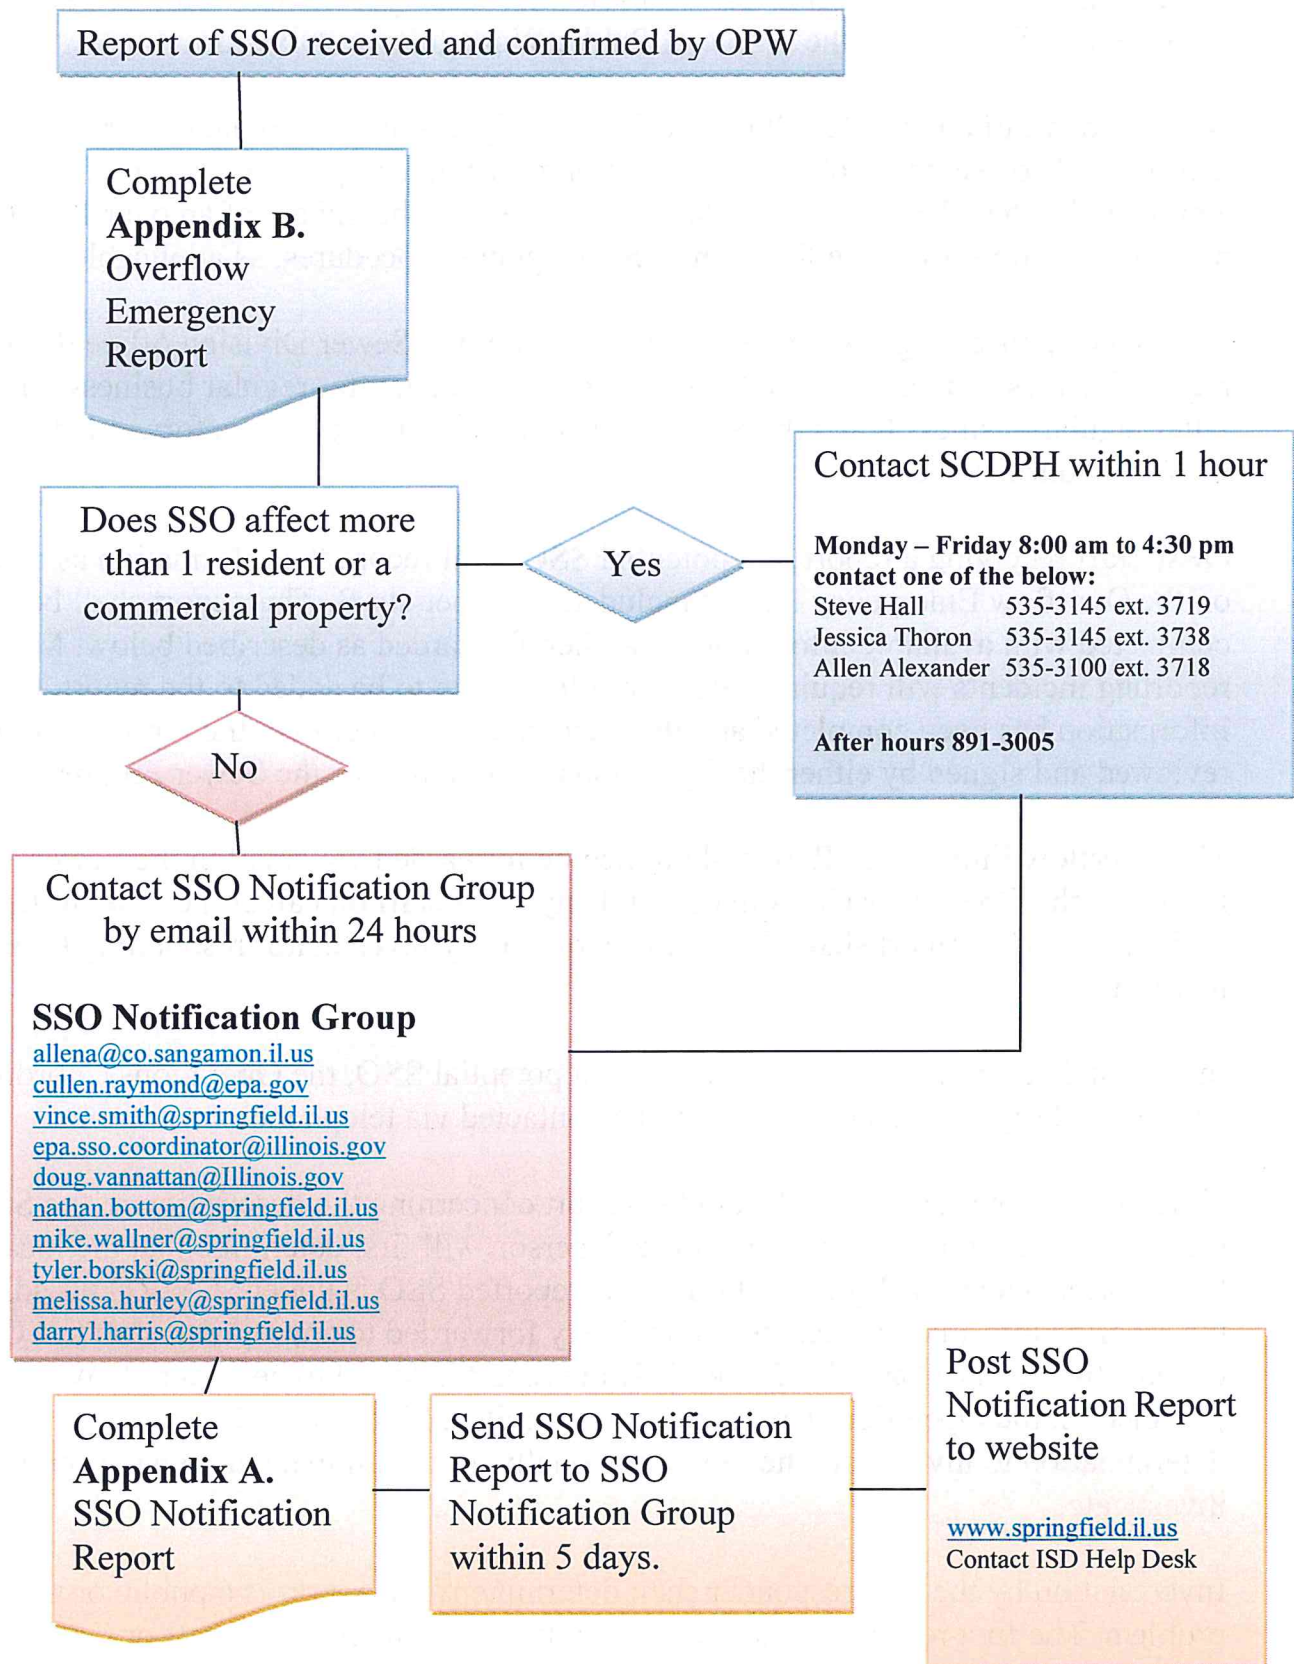 Report of SSO received and confirmed by OPW
Complete
Appendix B.
Overflow
Emergency
Report
Does SSO affect more
than 1 resident or a
commercial property?
Yes
Contact SCDPH within 1 hour
Monday – Friday 8:00 am to 4:30 pm
contact one of the below:
Steve Hall 535-3145 ext. 3719
Jessica Thoron 535-3145 ext. 3738
Allen Alexander 535-3100 ext. 3718
After hours 891-3005
No
Contact SSO Notification Group
by email within 24 hours
SSO Notification Group
allena@co.sangamon.il.us
cullen.raymond@epa.gov
vince.smith@springfield.il.us
epa.sso.coordinator@illinois.gov
doug.vannattan@Illinois.gov
nathan.bottom@springfield.il.us
mike.wallner@springfield.il.us
tyler.borski@springfield.il.us
melissa.hurley@springfield.il.us
darryl.harris@springfield.il.us
Complete
Appendix A.
SSO Notification
Report
Send SSO Notification
Report to SSO
Notification Group
within 5 days.
Post SSO
Notification Report
to website
www.springfield.il.us
Contact ISD Help Desk